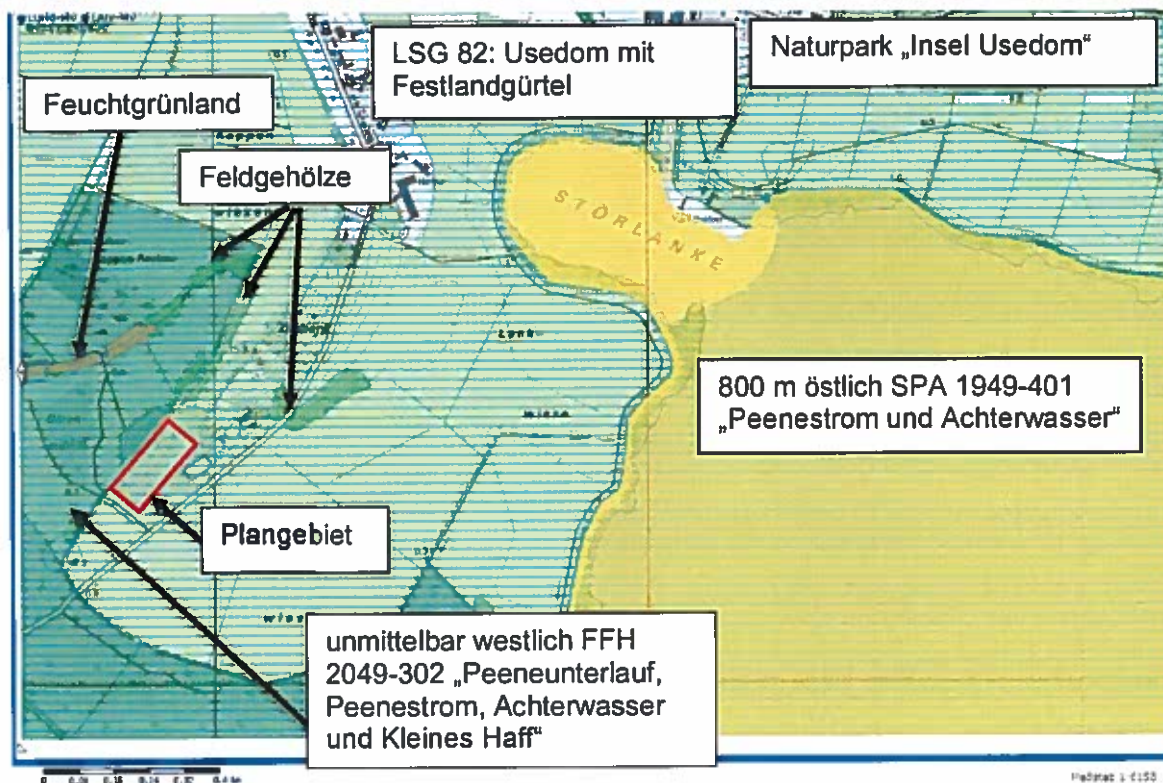 LSG 82: Usedom mit
Festlandgürtel
Naturpark „Insel Usedom“
Feuchtgrünland
Feldgehölze
STÖRLANKE
800 m östlich SPA 1949-401
„Peenestrom und Achterwasser“
Plangebiet
unmittelbar westlich FFH
2049-302 „Peeneunterlauf,
Peenestrom, Achterwasser
und Kleines Haff“